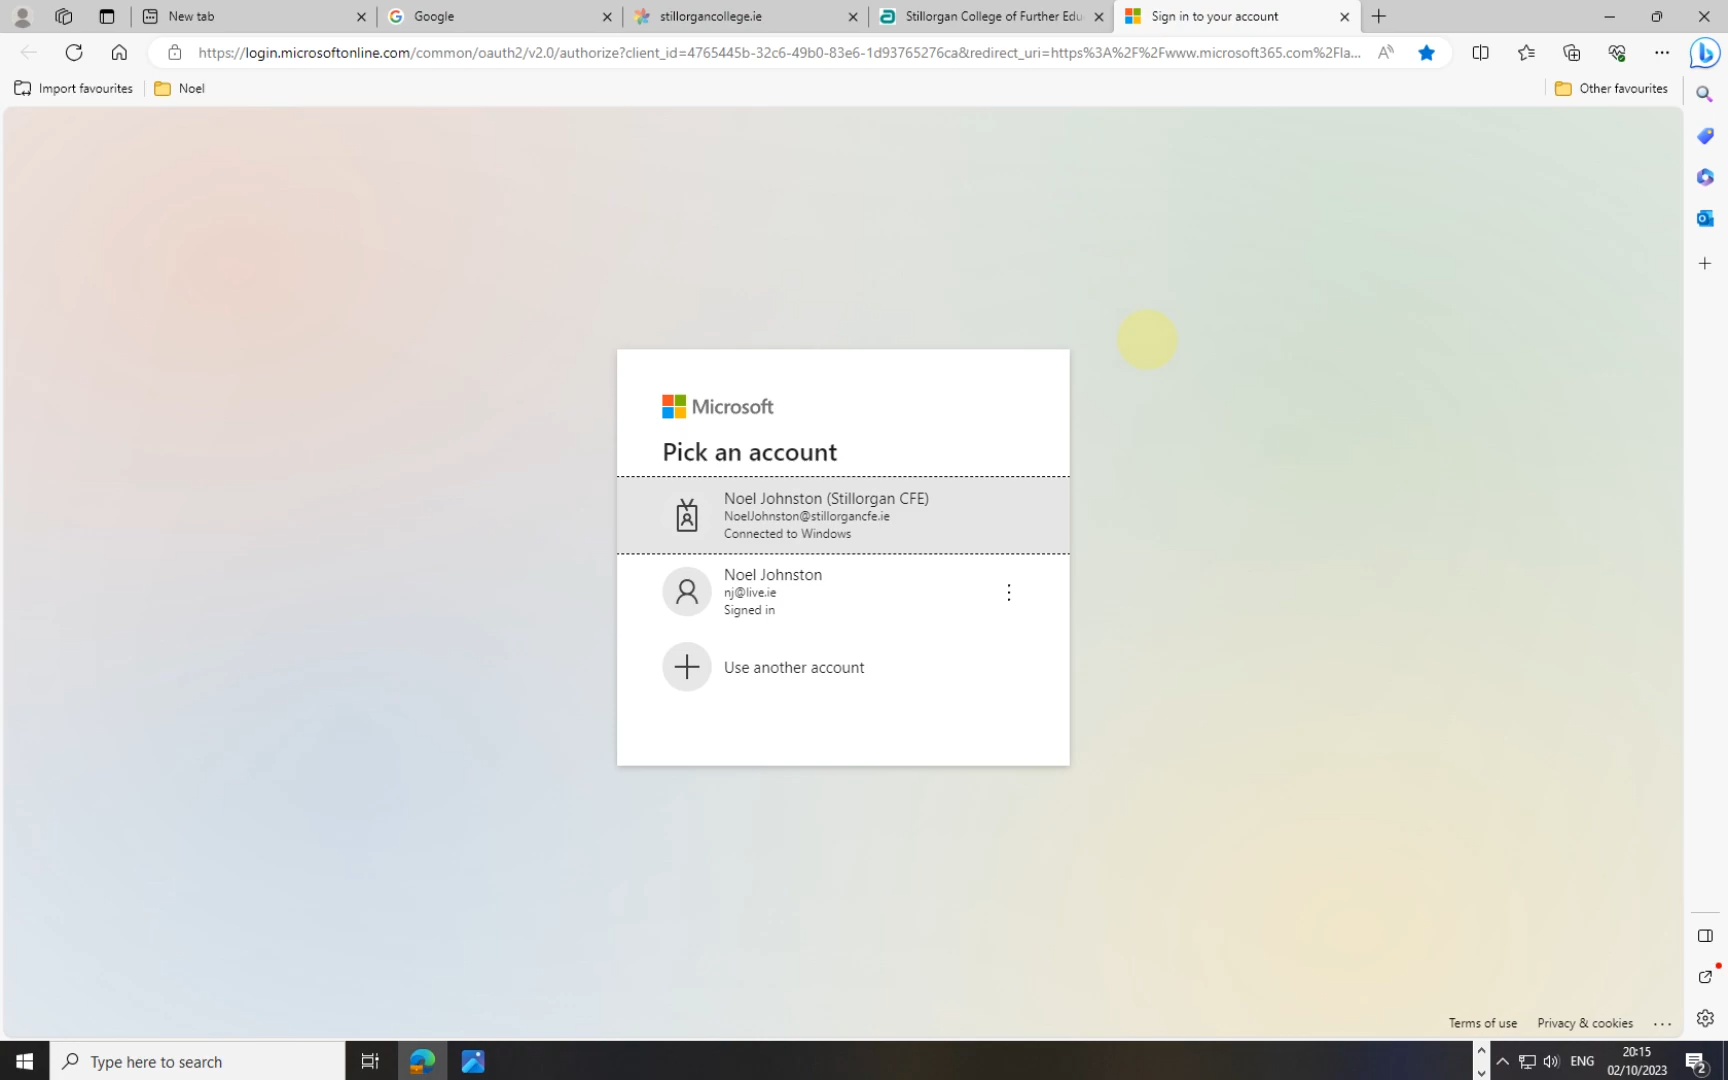 New tab
Google
stillorgancollege.ie
Stillorgan College of Further Edu
Sign in to your account
https://login.microsoftonline.com/common/oauth2/v2.0/authorize?client_id=4765445b-32c6-49b0-83e6-1d93765276ca&redirect_uri=https%3A%2F%2Fwww.microsoft365.com%2Fla...
Import favourites
Noel
Other favourites
Microsoft
Pick an account
Noel Johnston (Stillorgan CFE)
NoelJohnston@stillorgancfe.ie
Connected to Windows
Noel Johnston
nj@live.ie
Signed in
Use another account
Terms of use
Privacy & cookies
...
Type here to search
ENG
20:15
02/10/2023
2